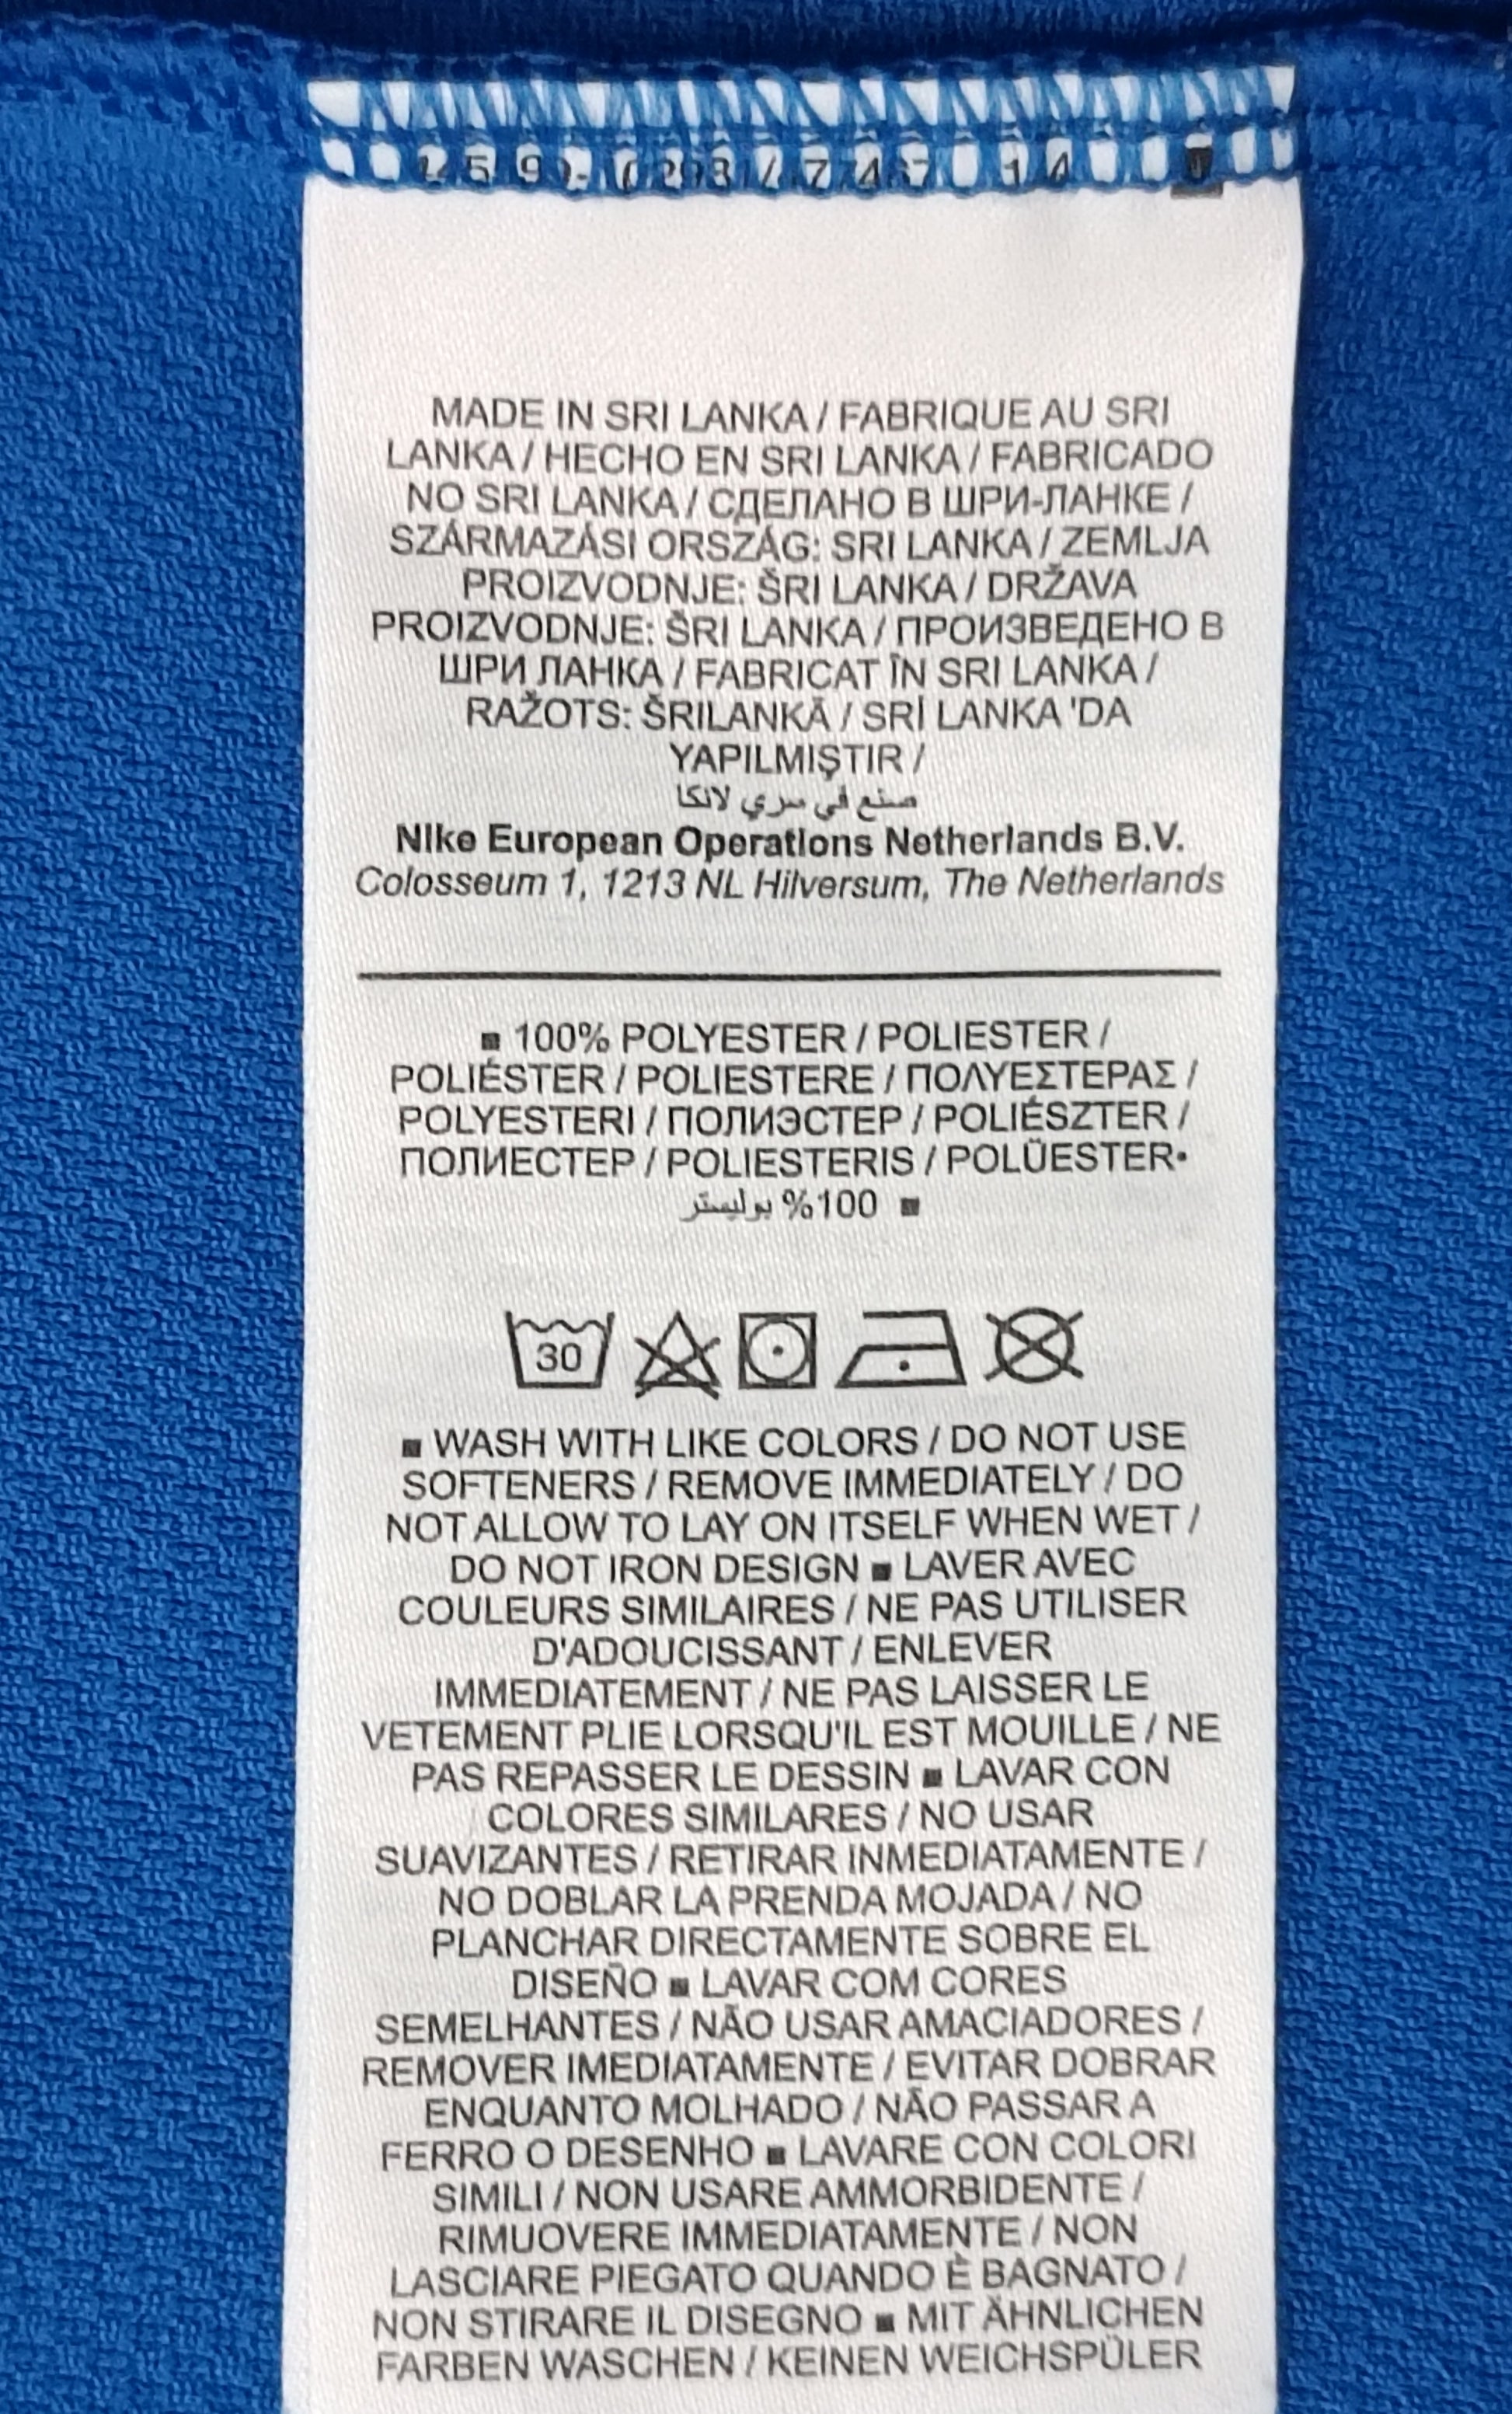 MADE IN SRI LANKA / FABRIQUE AU SRI
LANKA / HECHO EN SRI LANKA / FABRICADO
NO SRI LANKA / СДЕЛАНО В ШРИ-ЛАНКЕ /
SZÁRMAZÁSI ORSZÁG: SRI LANKA / ZEMLJA
PROIZVODNJE: ŠRI LANKA / DRŽAVA
PROIZVODNJE: ŠRI LANKA / ПРОИЗВЕДЕНО В
ШРИ ЛАНКА / FABRICAT ÎN SRI LANKA /
RAŽOTS: ŠRILANKĀ / SRİ LANKA 'DA
YAPILMIŞTIR /
صنع في سري لانكا
Nike European Operations Netherlands B.V.
Colosseum 1, 1213 NL Hilversum, The Netherlands
■ 100% POLYESTER / POLIESTER /
POLIÉSTER / POLIESTERE / ΠΟΛΥΕΣΤΕΡΑΣ /
POLYESTERI / ПОЛИЭСТЕР / POLIÉSZTER /
ПОЛИЕСТЕР / POLIESTERIS / POLÜESTER•
■ 100% بوليستر
30
■ WASH WITH LIKE COLORS / DO NOT USE
SOFTENERS / REMOVE IMMEDIATELY / DO
NOT ALLOW TO LAY ON ITSELF WHEN WET /
DO NOT IRON DESIGN ■ LAVER AVEC
COULEURS SIMILAIRES / NE PAS UTILISER
D'ADOUCISSANT / ENLEVER
IMMEDIATEMENT / NE PAS LAISSER LE
VETEMENT PLIE LORSQU'IL EST MOUILLE / NE
PAS REPASSER LE DESSIN ■ LAVAR CON
COLORES SIMILARES / NO USAR
SUAVIZANTES / RETIRAR INMEDIATAMENTE /
NO DOBLAR LA PRENDA MOJADA / NO
PLANCHAR DIRECTAMENTE SOBRE EL
DISEÑO ■ LAVAR COM CORES
SEMELHANTES / NÃO USAR AMACIADORES /
REMOVER IMEDIATAMENTE / EVITAR DOBRAR
ENQUANTO MOLHADO / NÃO PASSAR A
FERRO O DESENHO ■ LAVARE CON COLORI
SIMILI / NON USARE AMMORBIDENTE /
RIMUOVERE IMMEDIATAMENTE / NON
LASCIARE PIEGATO QUANDO È BAGNATO /
NON STIRARE IL DISEGNO ■ MIT ÄHNLICHEN
FARBEN WASCHEN / KEINEN WEICHSPÜLER